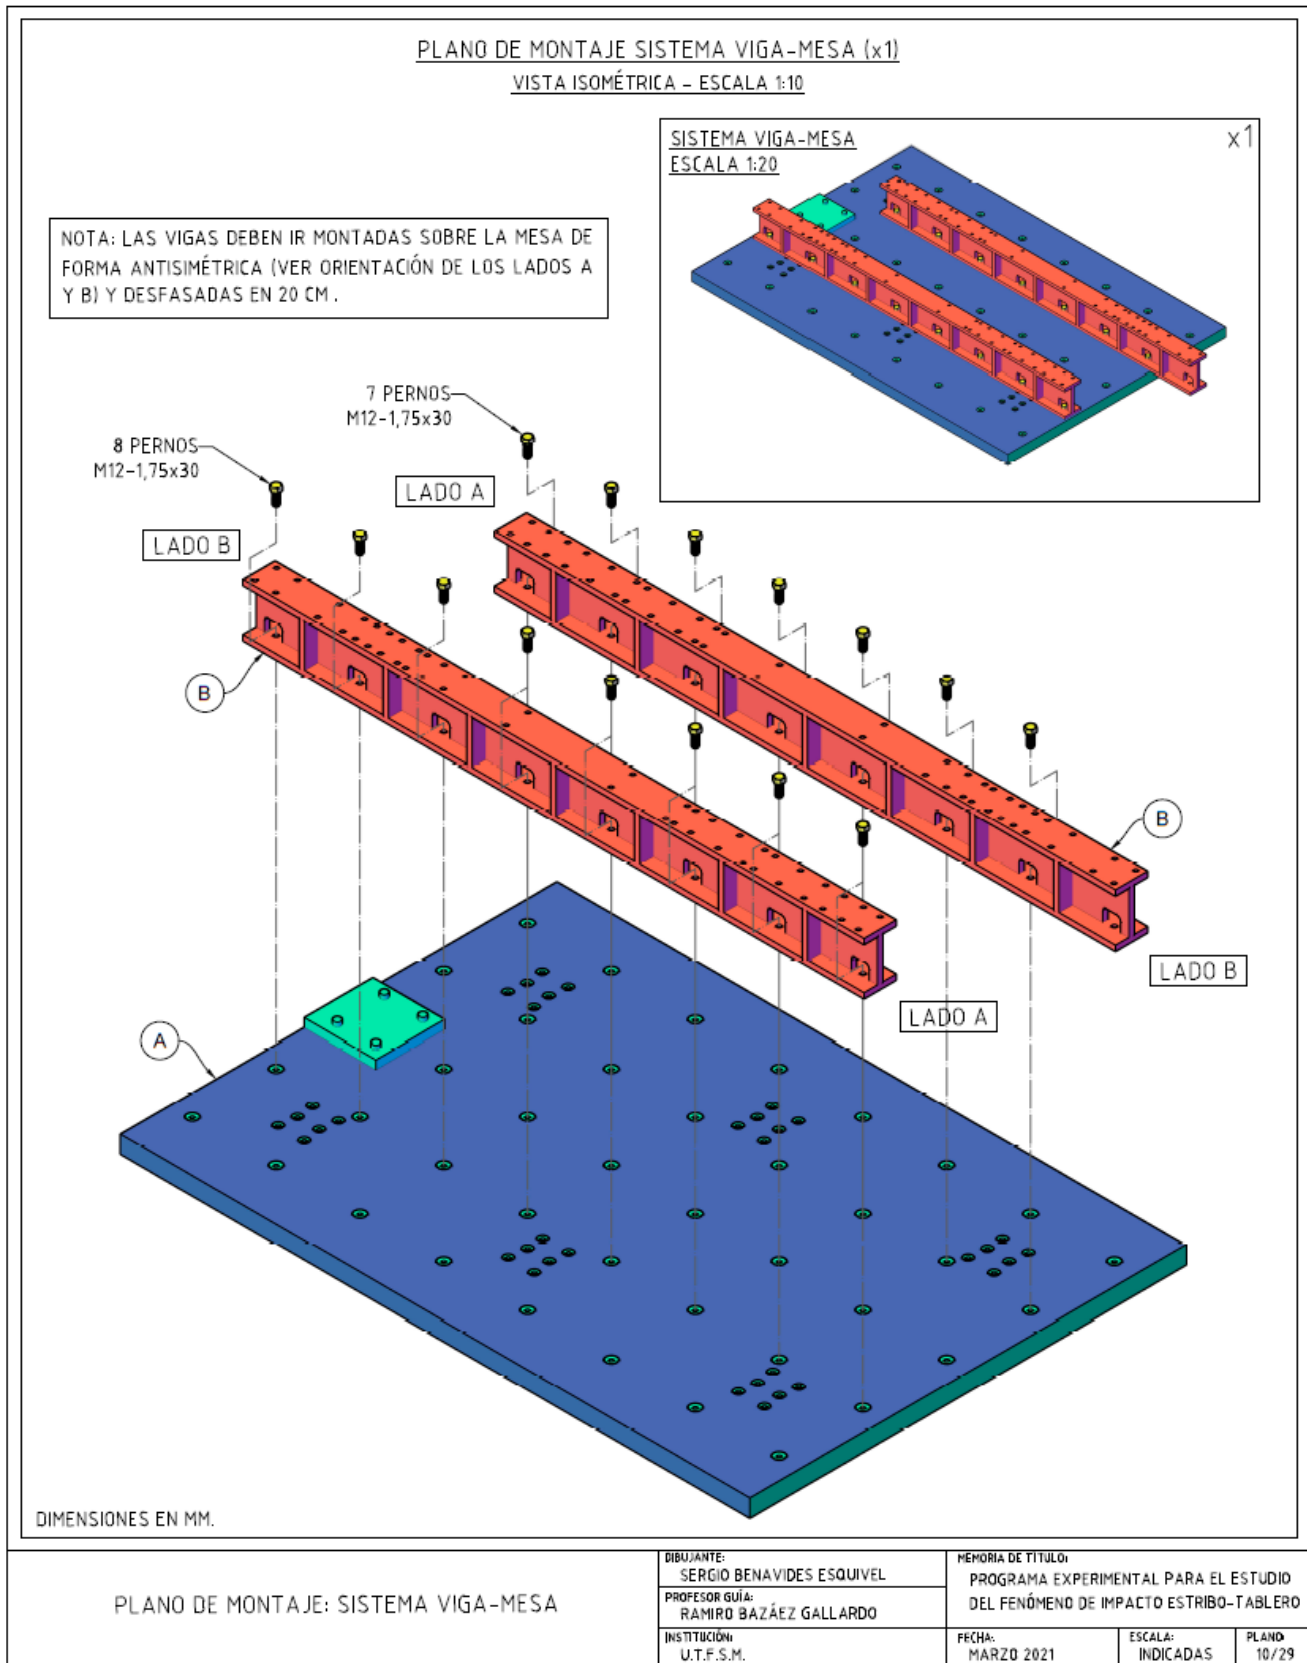 PLANO DE MONTAJE SISTEMA VIGA-MESA (x1)
VISTA ISOMÉTRICA - ESCALA 1:10
SISTEMA VIGA-MESA
ESCALA 1:20
x1
NOTA: LAS VIGAS DEBEN IR MONTADAS SOBRE LA MESA DE
FORMA ANTISIMÉTRICA (VER ORIENTACIÓN DE LOS LADOS A
Y B) Y DESFASADAS EN 20 CM .
7 PERNOS
M12-1,75x30
8 PERNOS
M12-1,75x30
LADO A
LADO B
B
B
LADO B
LADO A
A
DIMENSIONES EN MM.
PLANO DE MONTAJE: SISTEMA VIGA-MESA
DIBUJANTE:
SERGIO BENAVIDES ESQUIVEL
PROFESOR GUÍA:
RAMIRO BAZÁEZ GALLARDO
INSTITUCIÓN:
U.T.F.S.M.
MEMORIA DE TÍTULO:
PROGRAMA EXPERIMENTAL PARA EL ESTUDIO
DEL FENÓMENO DE IMPACTO ESTRIBO-TABLERO
FECHA:
MARZO 2021
ESCALA:
INDICADAS
PLANO:
10/29